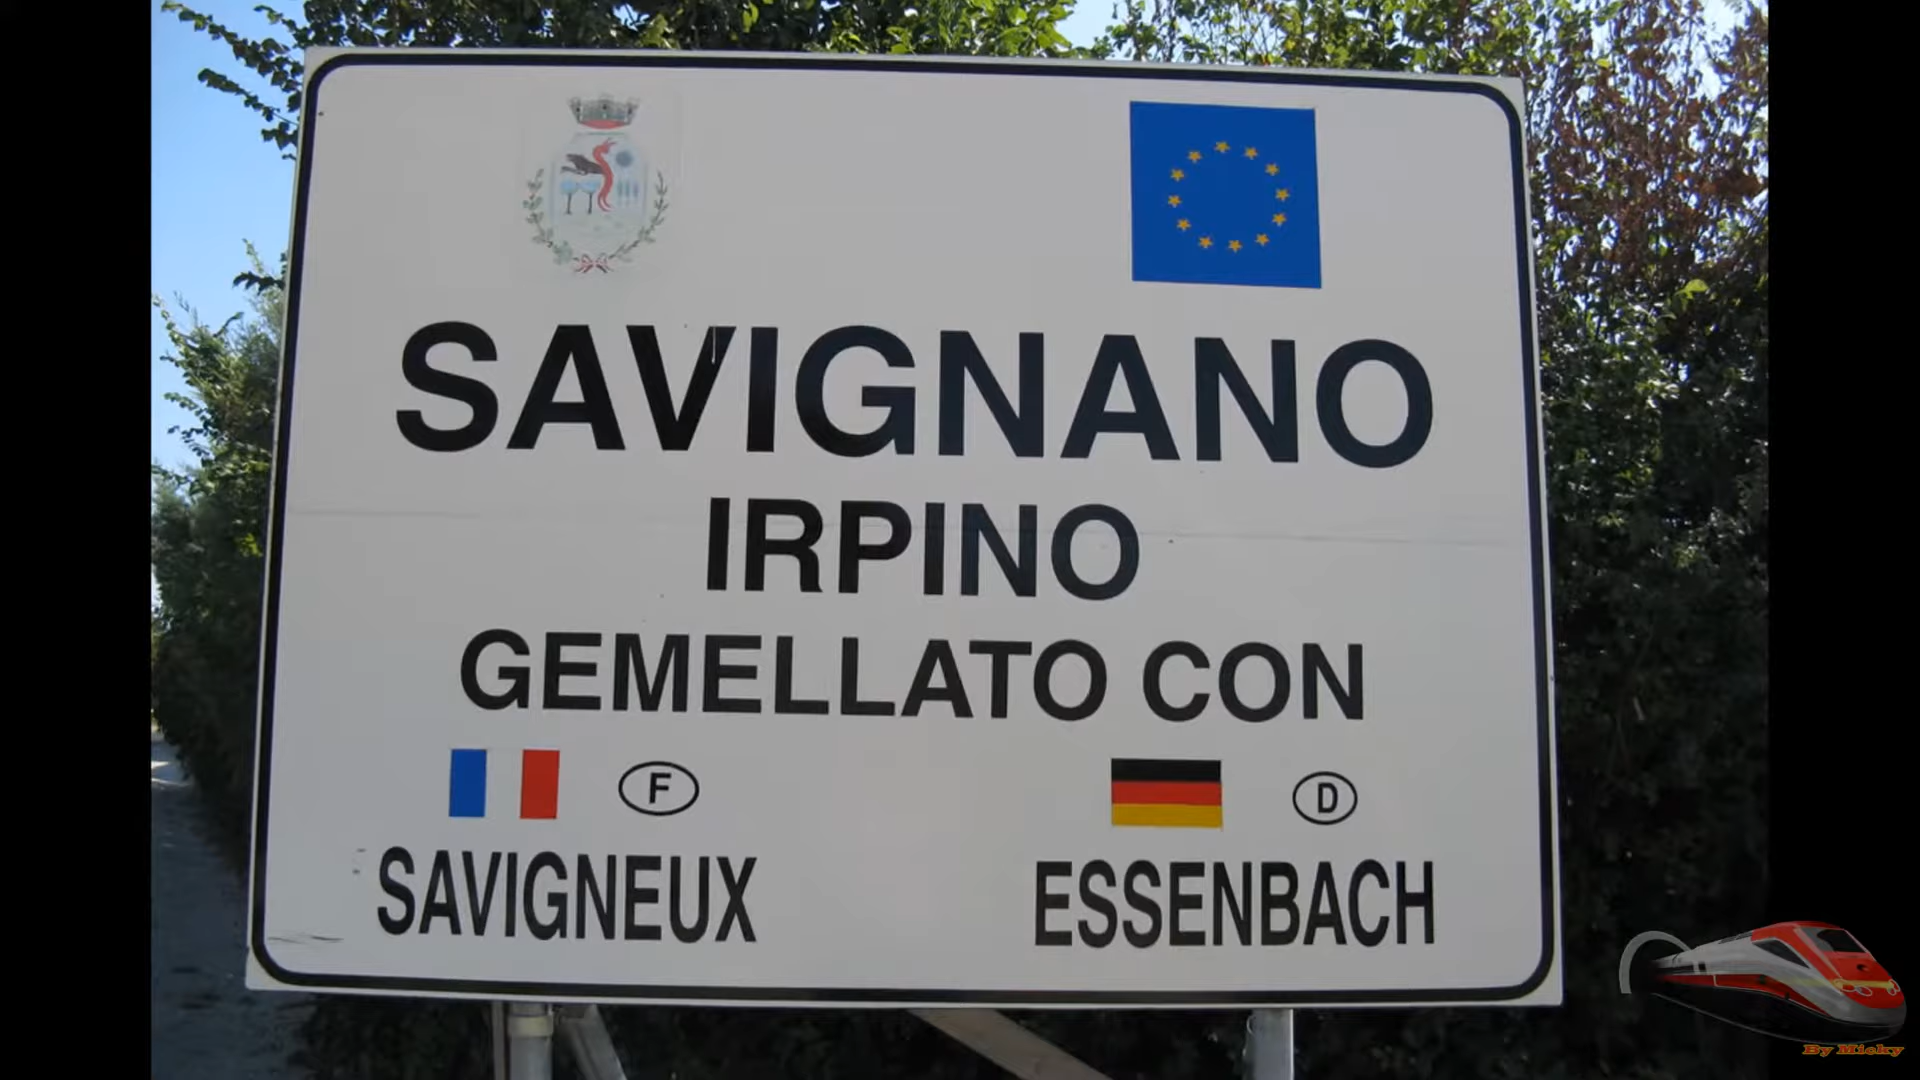 SAVIGNANO
IRPINO
GEMELLATO CON
F
D
SAVIGNEUX
ESSENBACH
By Micky